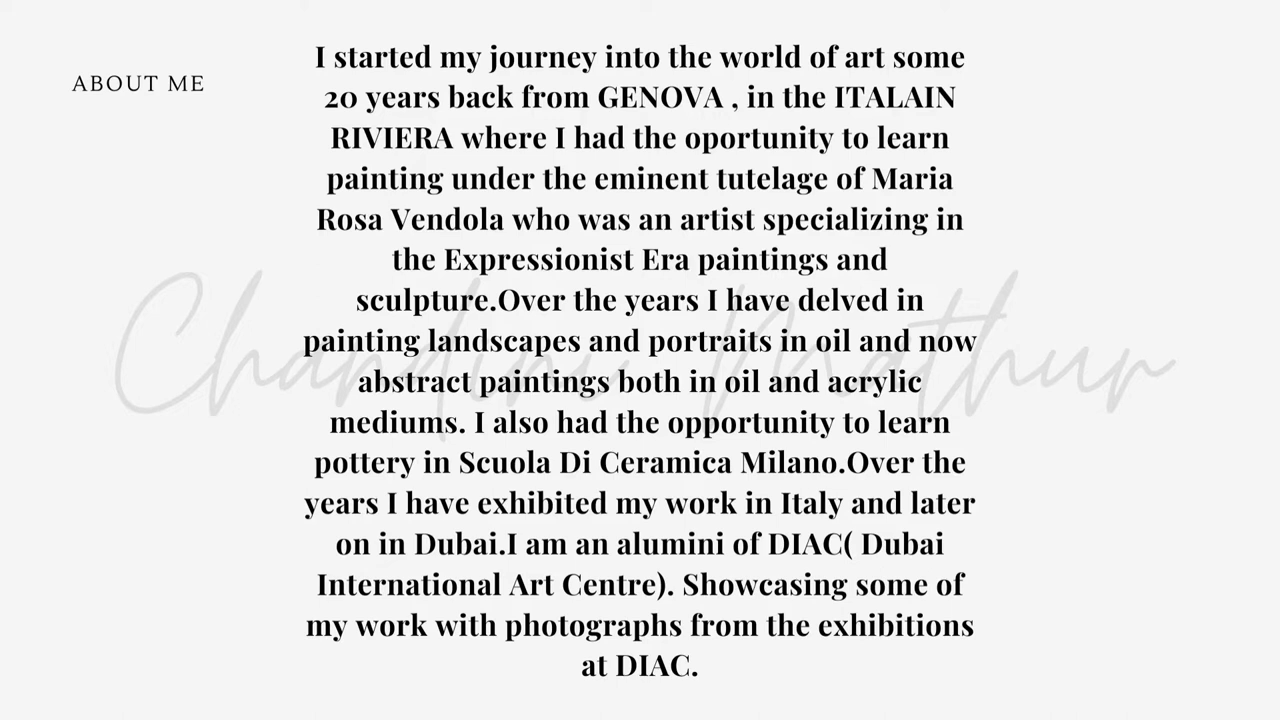 ABOUT ME
I started my journey into the world of art some
20 years back from GENOVA , in the ITALAIN
RIVIERA where I had the oportunity to learn
painting under the eminent tutelage of Maria
Rosa Vendola who was an artist specializing in
the Expressionist Era paintings and
sculpture.Over the years I have delved in
painting landscapes and portraits in oil and now
abstract paintings both in oil and acrylic
mediums. I also had the opportunity to learn
pottery in Scuola Di Ceramica Milano.Over the
years I have exhibited my work in Italy and later
on in Dubai.I am an alumini of DIAC( Dubai
International Art Centre). Showcasing some of
my work with photographs from the exhibitions
at DIAC.
Mathur